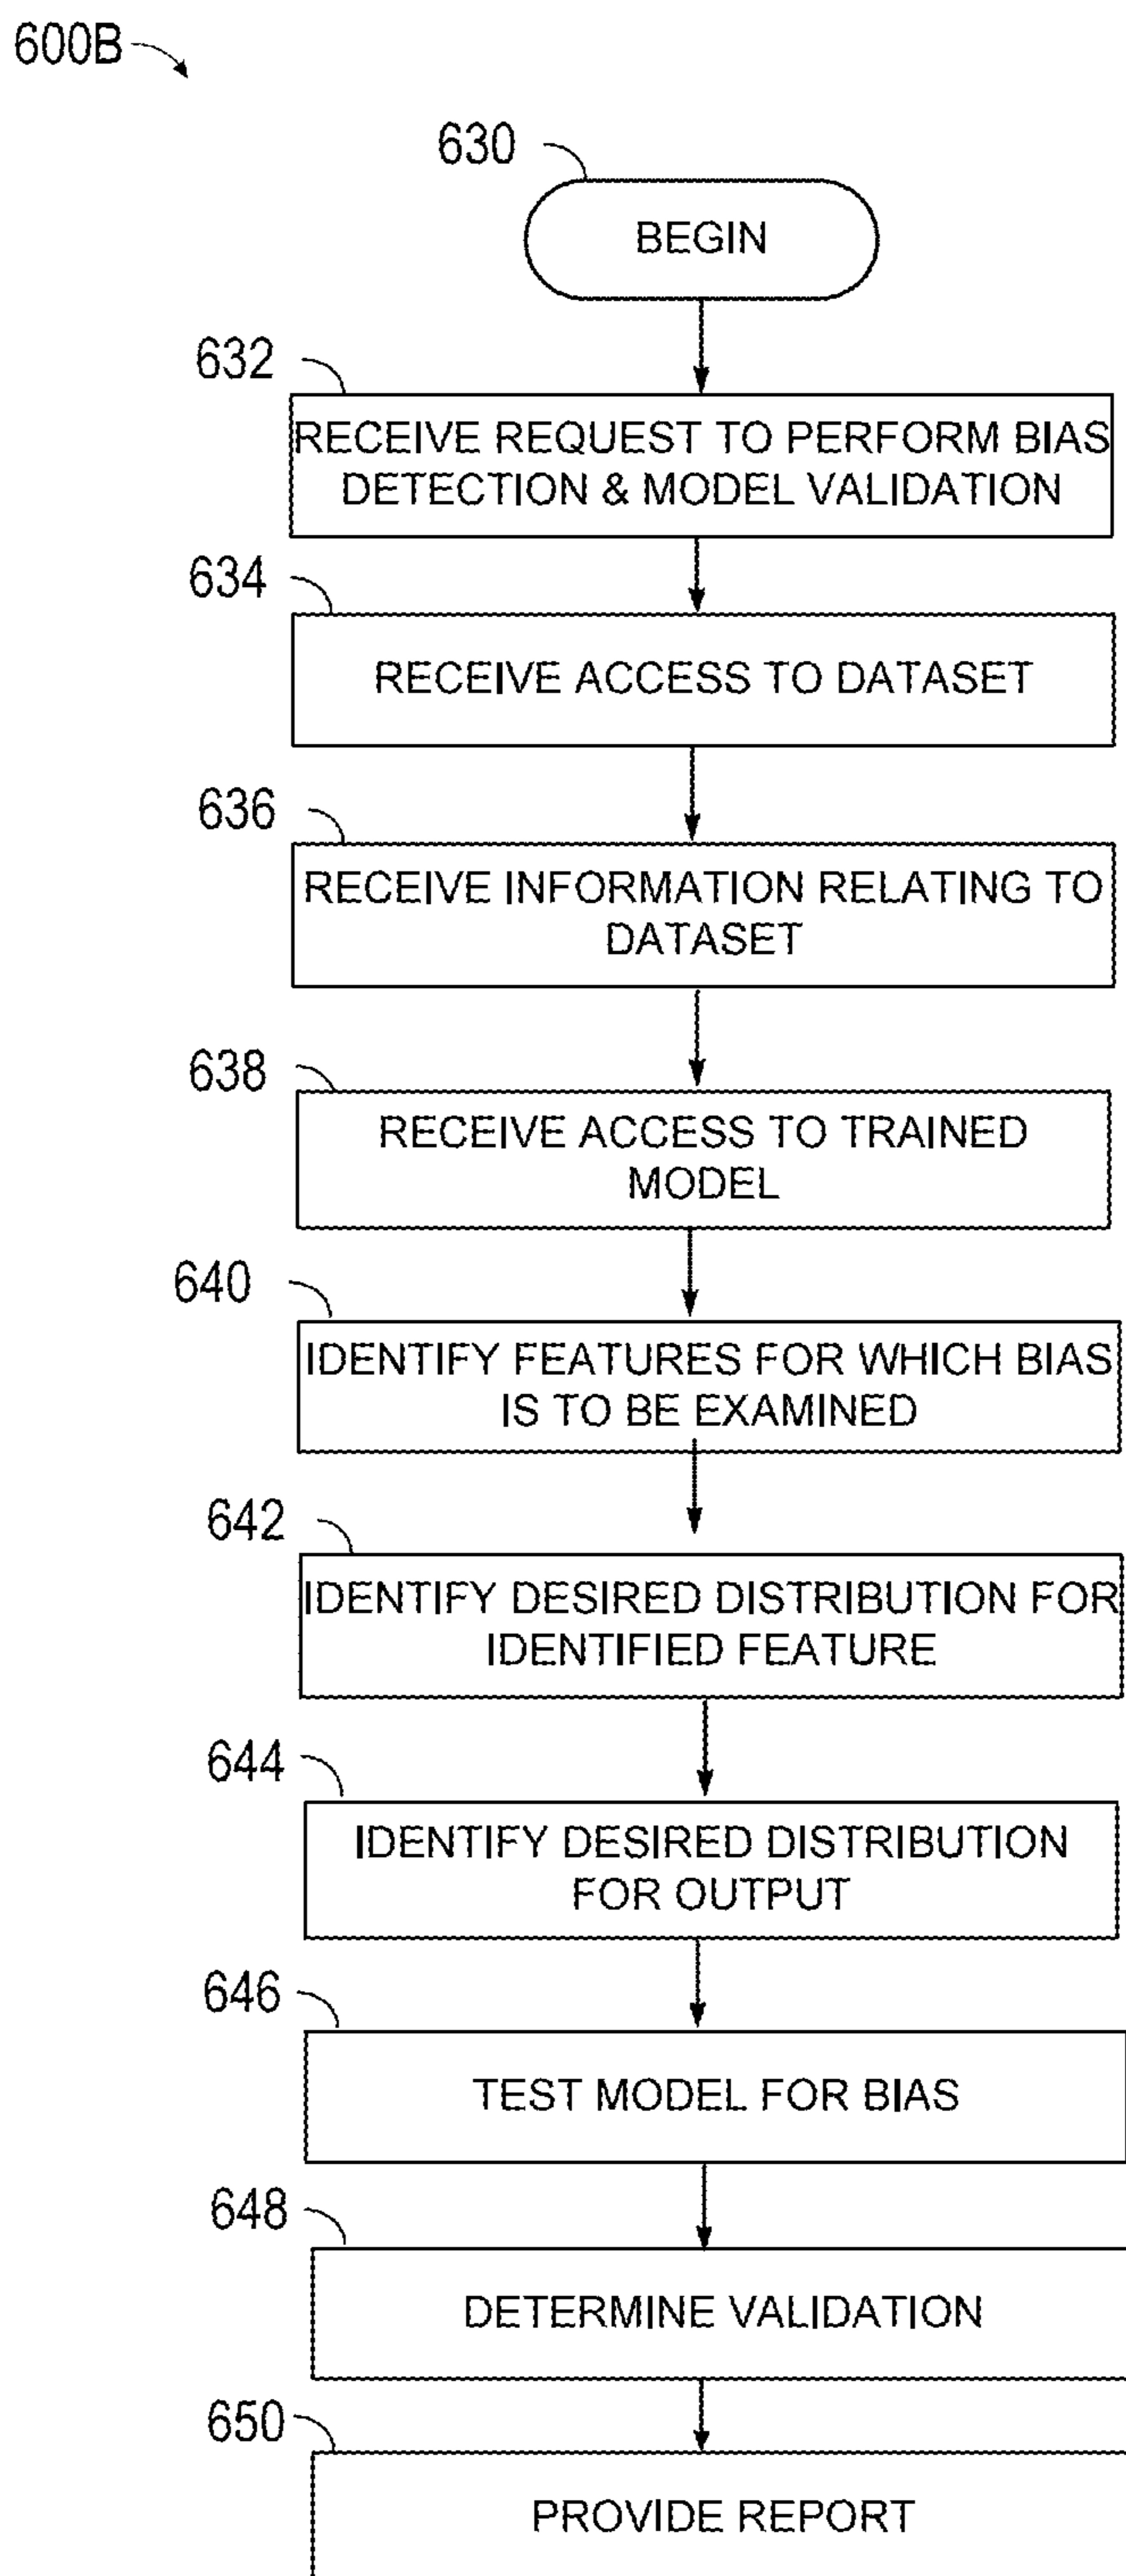 600B
630
BEGIN
632
RECEIVE REQUEST TO PERFORM BIAS
DETECTION & MODEL VALIDATION
634
RECEIVE ACCESS TO DATASET
636
RECEIVE INFORMATION RELATING TO
DATASET
638
RECEIVE ACCESS TO TRAINED
MODEL
640
IDENTIFY FEATURES FOR WHICH BIAS
IS TO BE EXAMINED
642
IDENTIFY DESIRED DISTRIBUTION FOR
IDENTIFIED FEATURE
644
IDENTIFY DESIRED DISTRIBUTION
FOR OUTPUT
646
TEST MODEL FOR BIAS
648
DETERMINE VALIDATION
650
PROVIDE REPORT